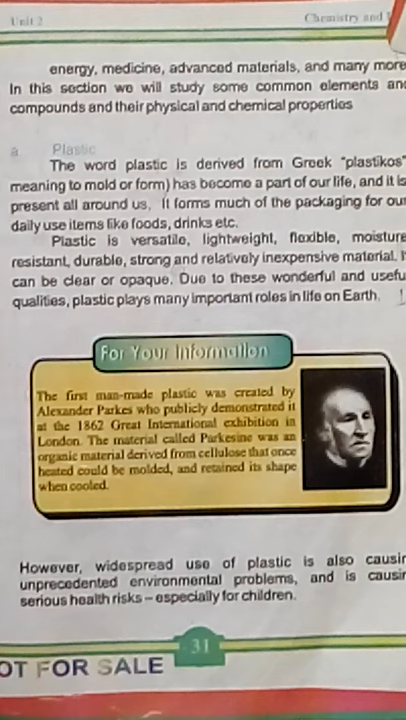 Unit 2
Chemistry and
energy, medicine, advanced materials, and many more
In this section we will study some common elements and
compounds and their physical and chemical properties
a. Plastic
The word plastic is derived from Greek "plastikos"
meaning to mold or form) has become a part of our life, and it is
present all around us. It forms much of the packaging for our
daily use items like foods, drinks etc.
Plastic is versatile, lightweight, flexible, moisture
resistant, durable, strong and relatively inexpensive material. I
can be clear or opaque. Due to these wonderful and usefu
qualities, plastic plays many important roles in life on Earth.
For Your Information
The first man-made plastic was created by
Alexander Parkes who publicly demonstrated it
at the 1862 Great International exhibition in
London. The material called Parkesine was an
organic material derived from cellulose that once
heated could be molded, and retained its shape
when cooled.
However, widespread use of plastic is also causin
unprecedented environmental problems, and is causin
serious health risks – especially for children.
31
OT FOR SALE